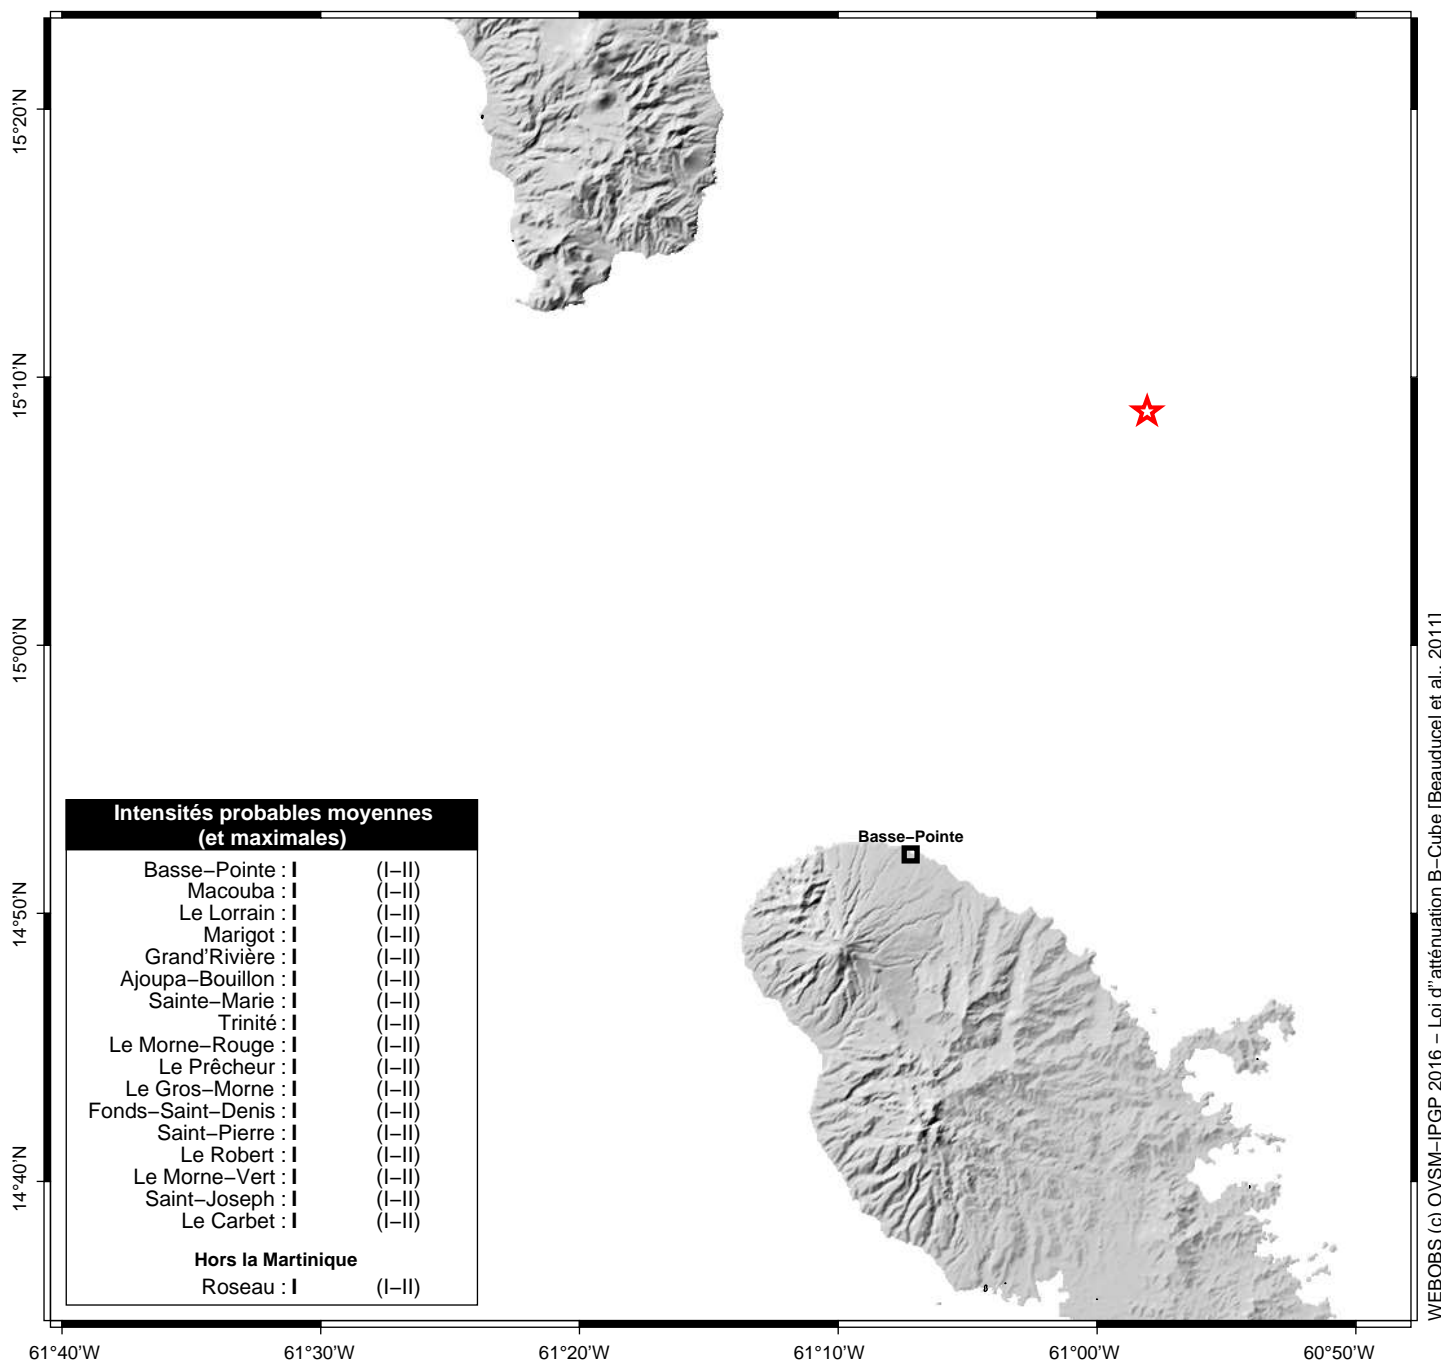 15°20'N
15°10'N
15°0'N
14°50'N
14°40'N
Basse–Pointe
Intensités probables moyennes
(et maximales)
Basse–Pointe : I (I–II)
Macouba : I (I–II)
Le Lorrain : I (I–II)
Marigot : I (I–II)
Grand'Rivière : I (I–II)
Ajoupa–Bouillon : I (I–II)
Sainte–Marie : I (I–II)
Trinité : I (I–II)
Le Morne–Rouge : I (I–II)
Le Prêcheur : I (I–II)
Le Gros–Morne : I (I–II)
Fonds–Saint–Denis : I (I–II)
Saint–Pierre : I (I–II)
Le Robert : I (I–II)
Le Morne–Vert : I (I–II)
Saint–Joseph : I (I–II)
Le Carbet : I (I–II)
Hors la Martinique
Roseau : I (I–II)
61°40'W 61°30'W 61°20'W 61°10'W 61°00'W 60°50'W
WEBOBS (c) OVSM–IPGP 2016 – Loi d''atténuation B–Cube [Beauducel et al., 2011]